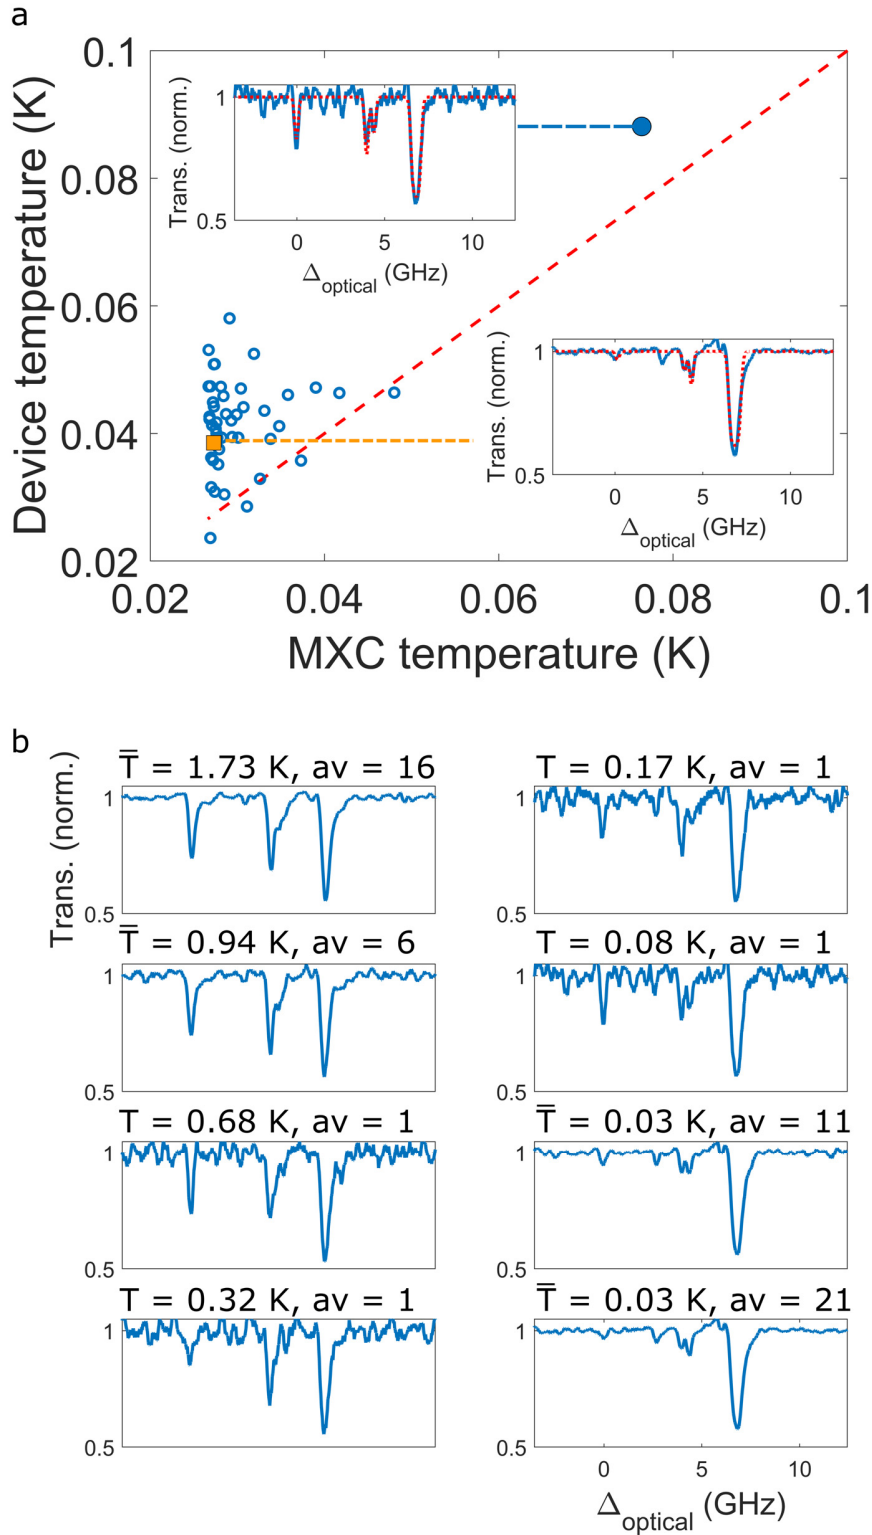 a
Device temperature (K)
0.1
0.08
0.06
0.04
0.02
0.02 0.04 0.06 0.08 0.1
MXC temperature (K)
Trans. (norm.)
1
0.5
0 5 10
Δoptical (GHz)
Trans. (norm.)
1
0.5
0 5 10
Δoptical (GHz)
b
Trans. (norm.)
T̿ = 1.73 K, av = 16
1
0.5
T̿ = 0.94 K, av = 6
1
0.5
T = 0.68 K, av = 1
1
0.5
T = 0.32 K, av = 1
1
0.5
T = 0.17 K, av = 1
1
0.5
T = 0.08 K, av = 1
1
0.5
T̿ = 0.03 K, av = 11
1
0.5
T̿ = 0.03 K, av = 21
1
0.5
0 5 10
Δoptical (GHz)